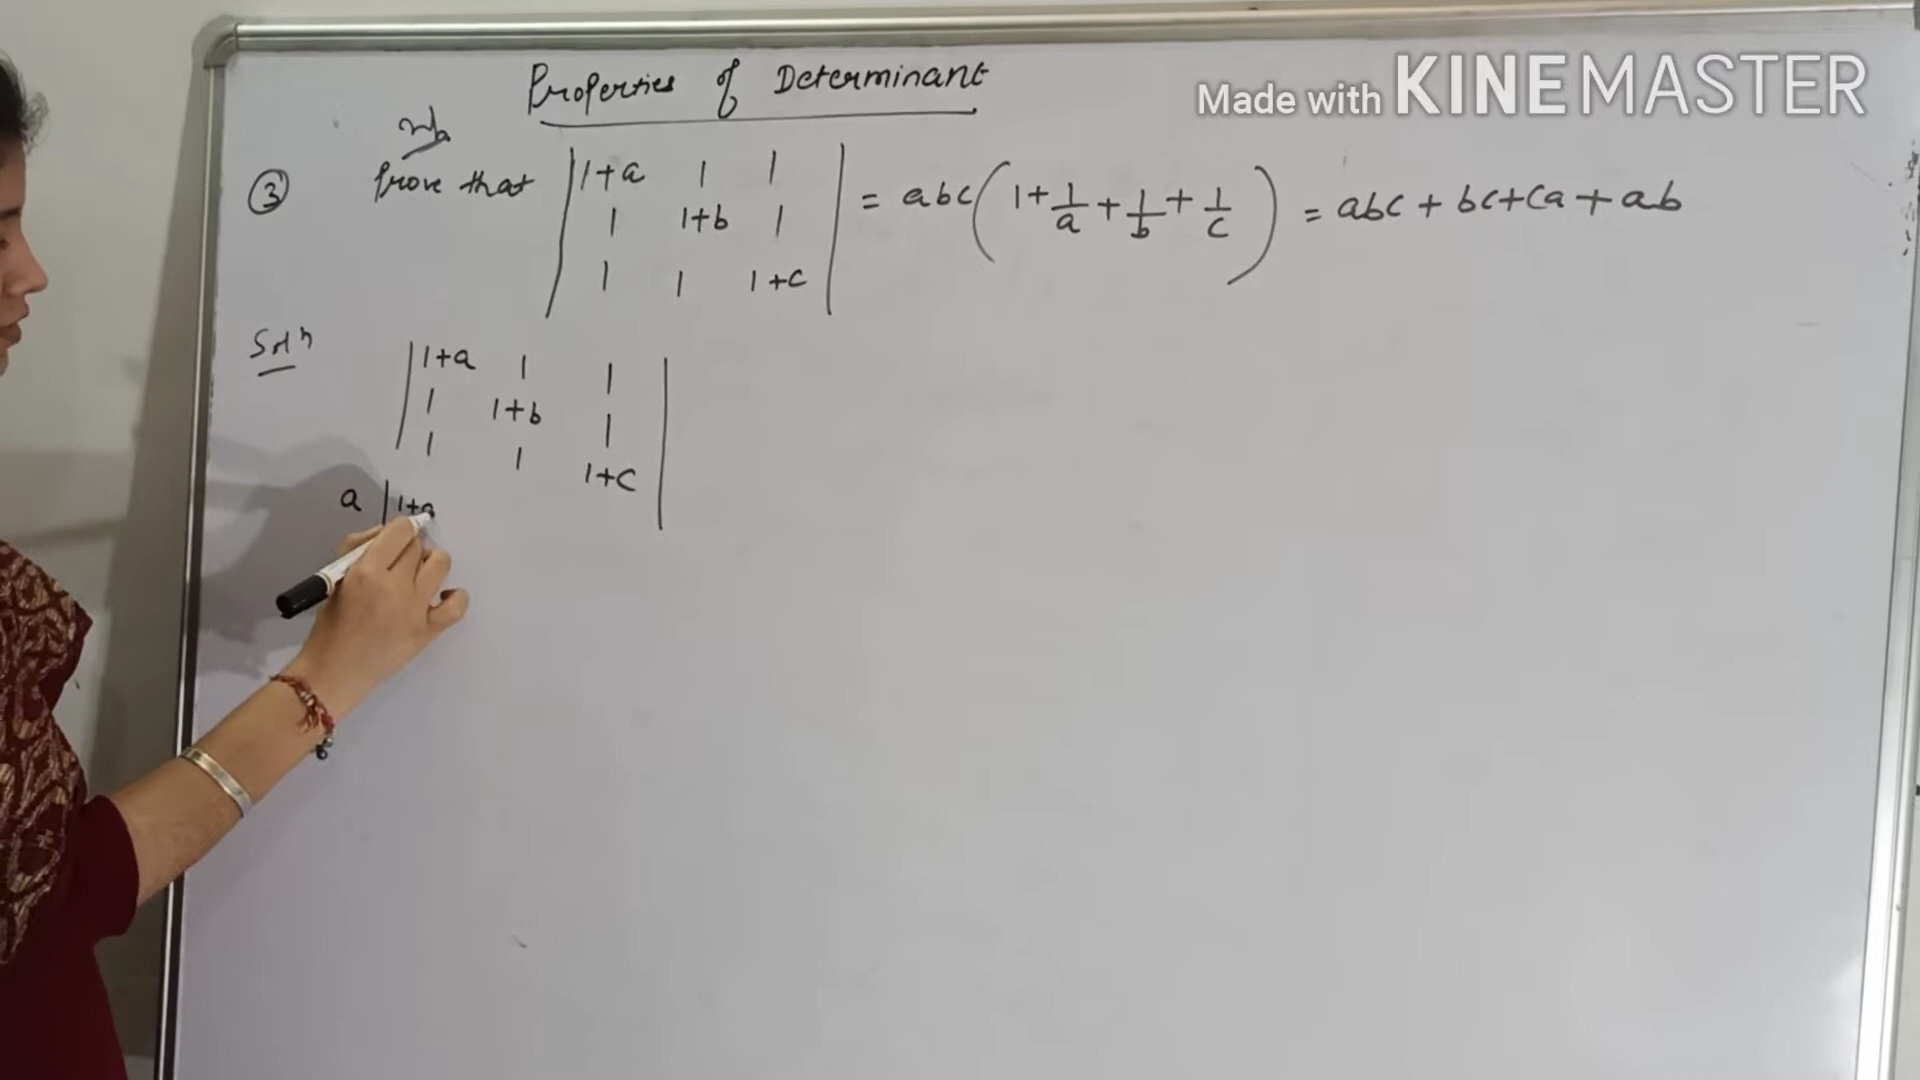 Properties of Determinant
Made with KINEMASTER
③ Prove that |1+a 1 1| = abc(1+1/a+1/b+1/c) = abc + bc+ca+ab
1 1+b 1
1 1 1+c
Solⁿ
|1+a 1 1|
1 1+b 1
1 1 1+c
a |1+a